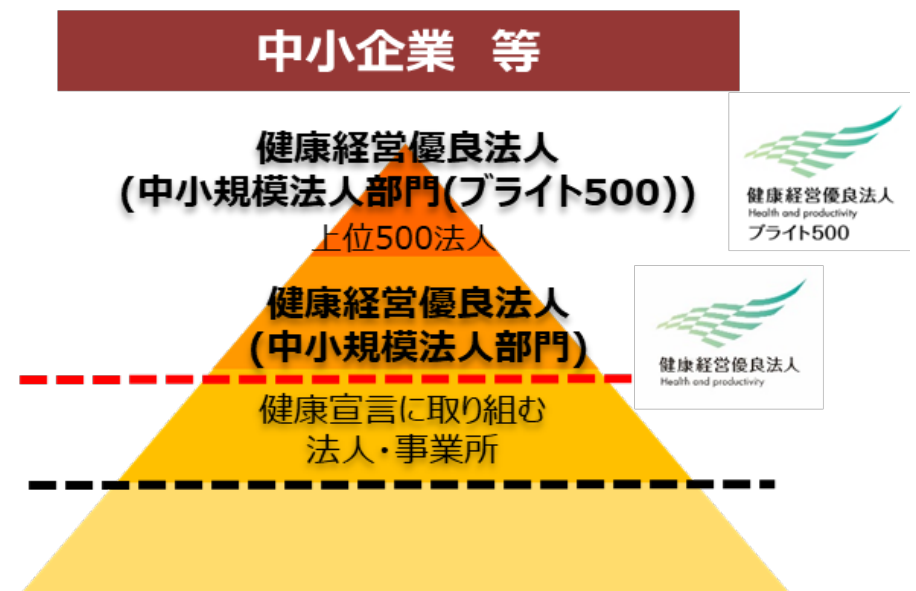 中小企業 等
健康経営優良法人
(中小規模法人部門(ブライト500))
上位500法人
健康経営優良法人
Health and productivity
ブライト500
健康経営優良法人
(中小規模法人部門)
健康経営優良法人
Health and productivity
健康宣言に取り組む
法人・事業所